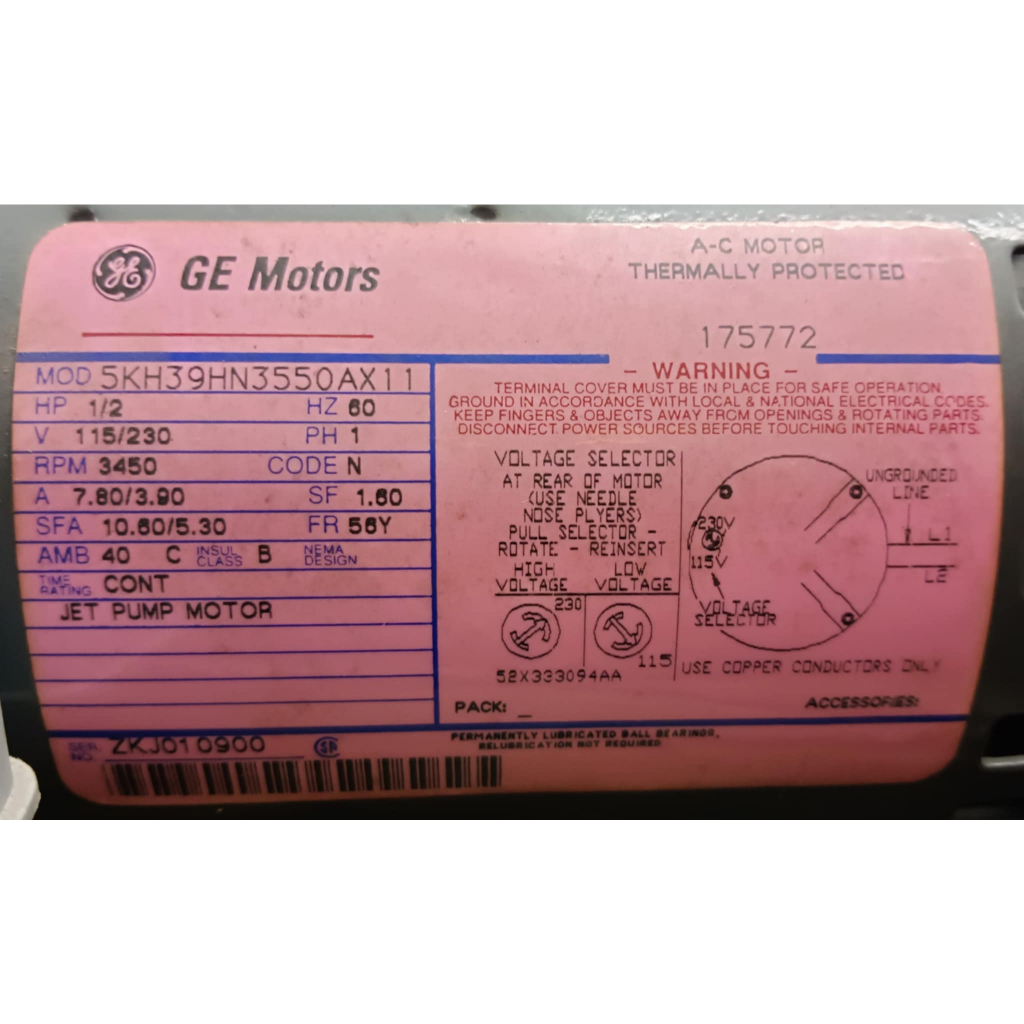 GE GE Motors
A-C MOTOR
THERMALLY PROTECTED
175772
MOD 5KH39HN3550AX11
HP 1/2 HZ 60
V 115/230 PH 1
RPM 3450 CODE N
A 7.80/3.90 SF 1.60
SFA 10.60/5.30 FR 56Y
AMB 40 C INSUL CLASS B NEMA DESIGN
TIME RATING CONT
JET PUMP MOTOR
- WARNING -
TERMINAL COVER MUST BE IN PLACE FOR SAFE OPERATION.
GROUND IN ACCORDANCE WITH LOCAL & NATIONAL ELECTRICAL CODES.
KEEP FINGERS & OBJECTS AWAY FROM OPENINGS & ROTATING PARTS.
DISCONNECT POWER SOURCES BEFORE TOUCHING INTERNAL PARTS.
VOLTAGE SELECTOR
AT REAR OF MOTOR
(USE NEEDLE
NOSE PLYERS)
PULL SELECTOR -
ROTATE - REINSERT
HIGH VOLTAGE
LOW VOLTAGE
230
115
52X333094AA
UNGROUNDED
LINE
L1
L2
230V
115V
VOLTAGE
SELECTOR
USE COPPER CONDUCTORS ONLY
PACK: _
ACCESSORIES:
SER. NO. ZKJ010900 SA
PERMANENTLY LUBRICATED BALL BEARINGS.
RELUBRICATION NOT REQUIRED